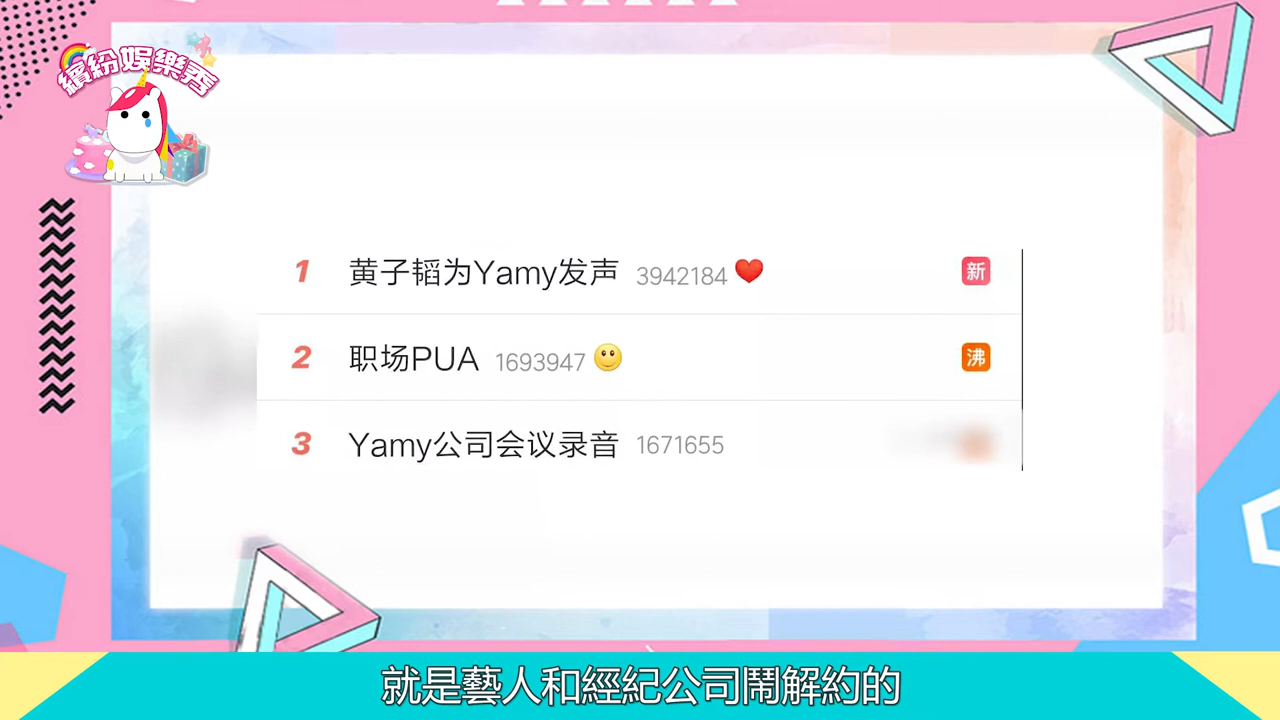 繽紛娛樂秀
1 黄子韬为Yamy发声 3942184 新
2 职场PUA 1693947 沸
3 Yamy公司会议录音 1671655
就是藝人和經紀公司鬧解約的